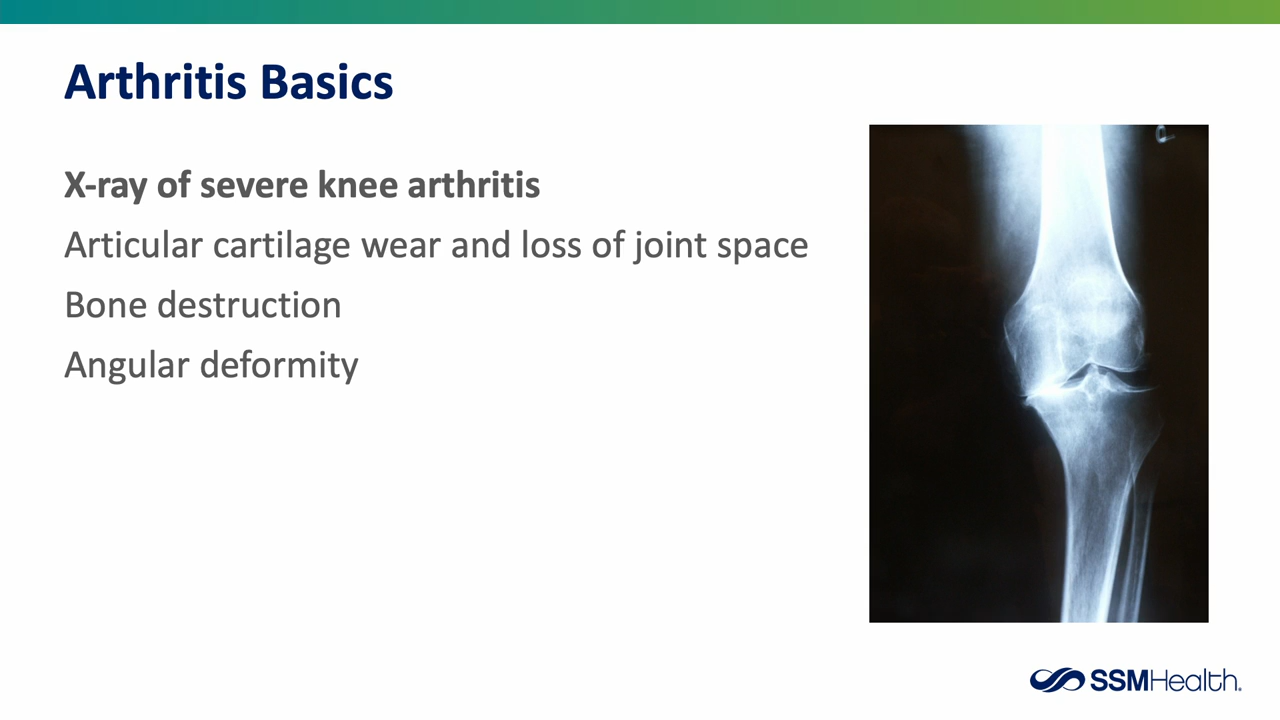 Arthritis Basics
X-ray of severe knee arthritis
Articular cartilage wear and loss of joint space
Bone destruction
Angular deformity
SSMHealth.